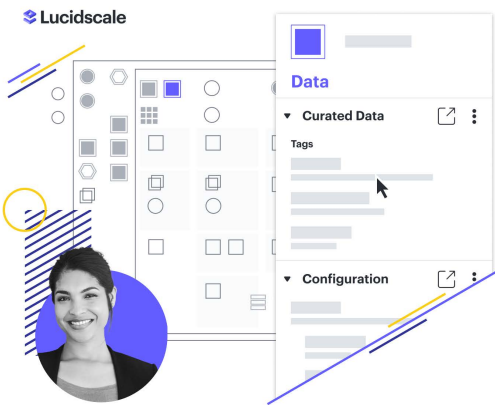 Lucidscale
Data
Curated Data
Tags
Configuration